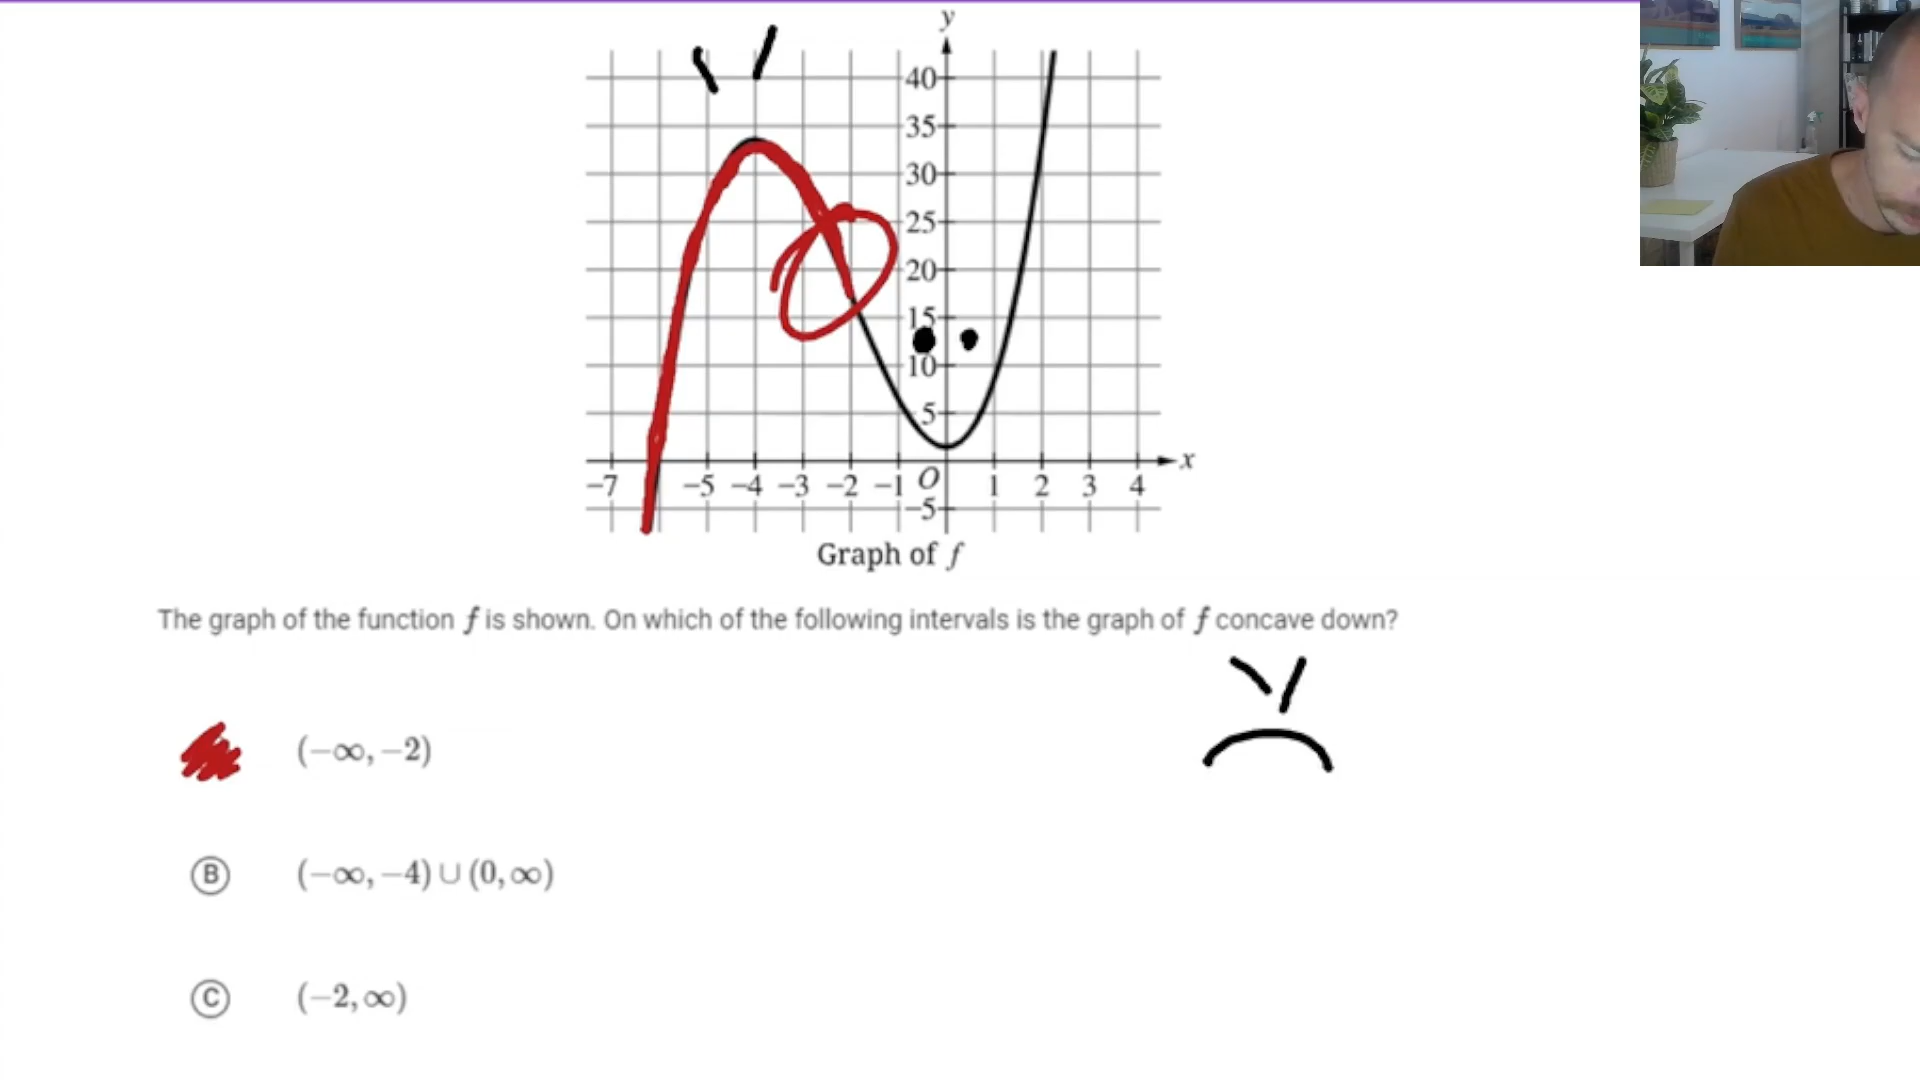 y
40
35
30
25
20
15
10
5
−7 −5 −4 −3 −2 −1 O 1 2 3 4 x
−5
Graph of f
The graph of the function f is shown. On which of the following intervals is the graph of f concave down?
(−∞, −2)
B (−∞, −4) ∪ (0, ∞)
C (−2, ∞)